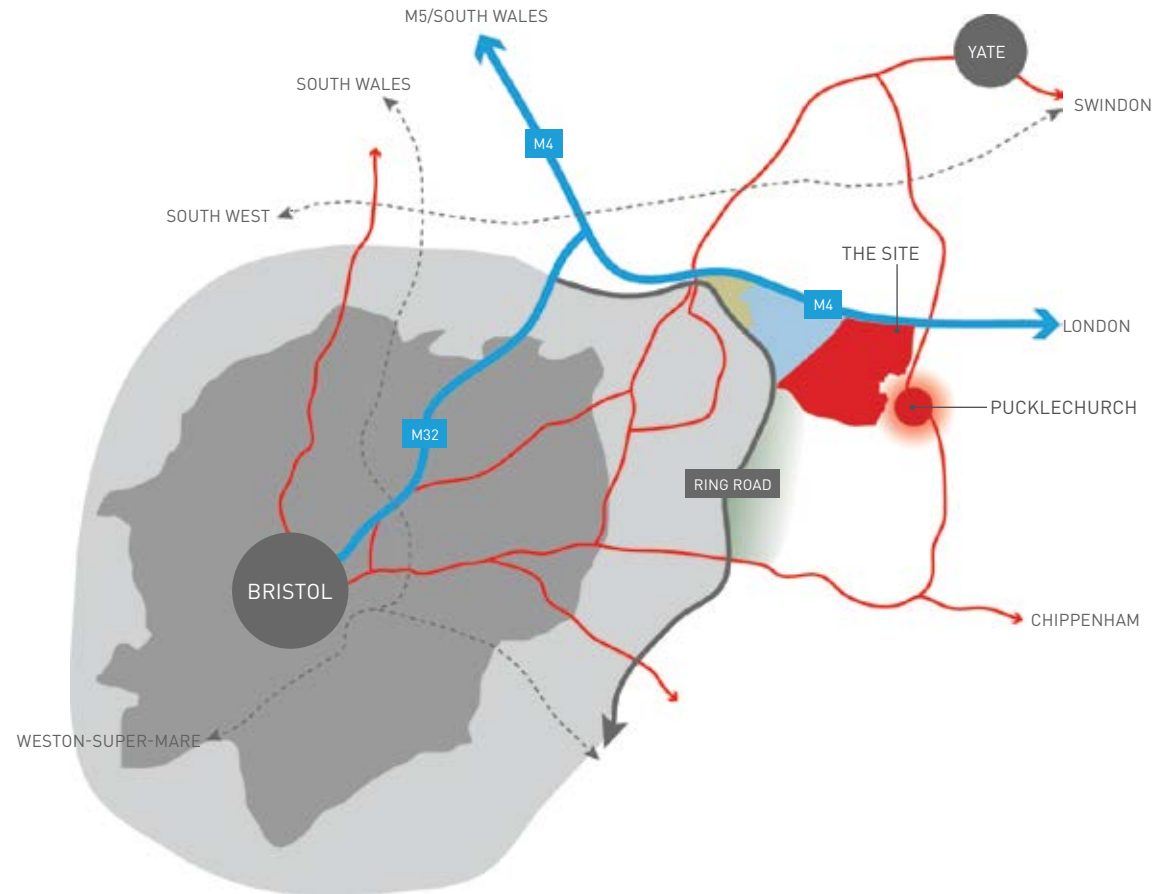 M5/SOUTH WALES
YATE
SOUTH WALES
SWINDON
M4
SOUTH WEST
THE SITE
M4
LONDON
PUCKLECHURCH
M32
RING ROAD
BRISTOL
CHIPPENHAM
WESTON-SUPER-MARE